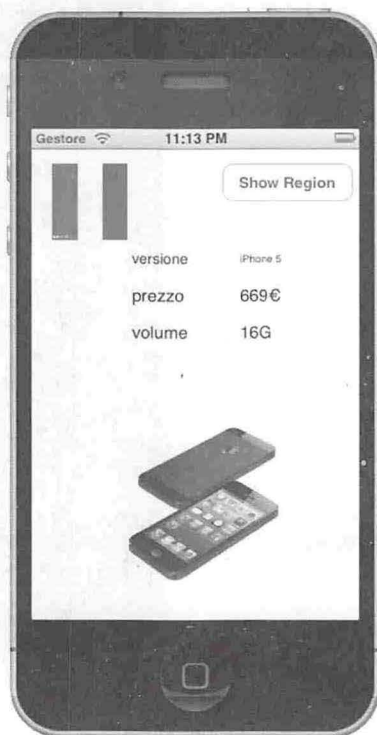 Gestore 11:13 PM
Show Region
versione iPhone 5
prezzo 669€
volume 16G